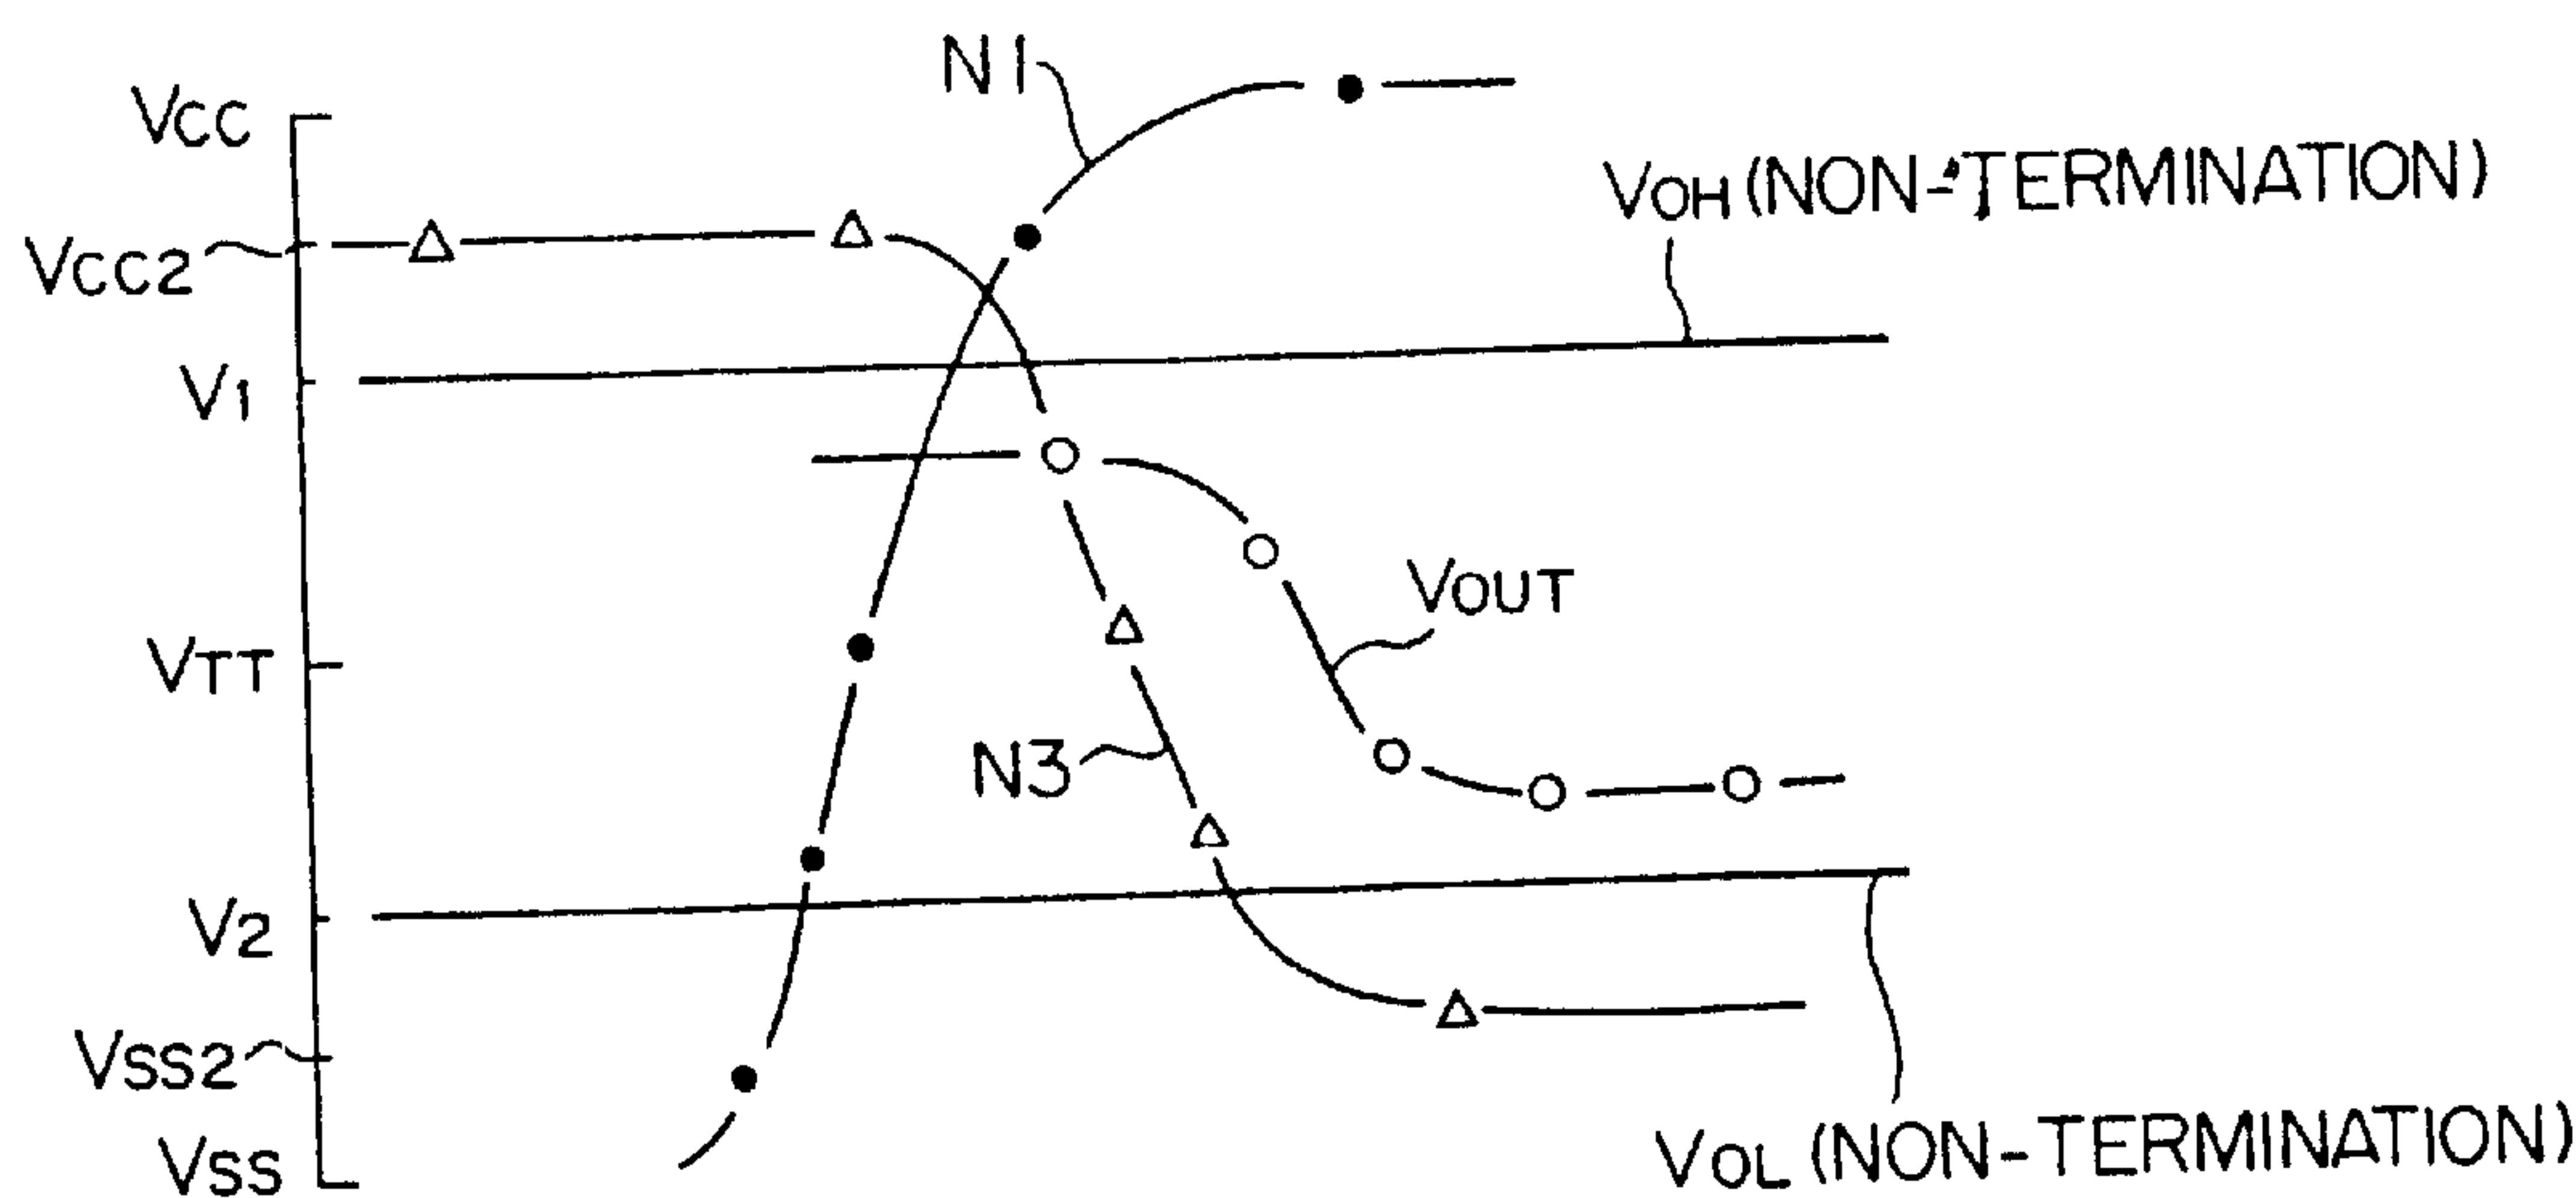 N1
VCC
VOH (NON-TERMINATION)
VCC2
V1
VOUT
VTT
N3
V2
VSS2
VSS
VOL (NON-TERMINATION)